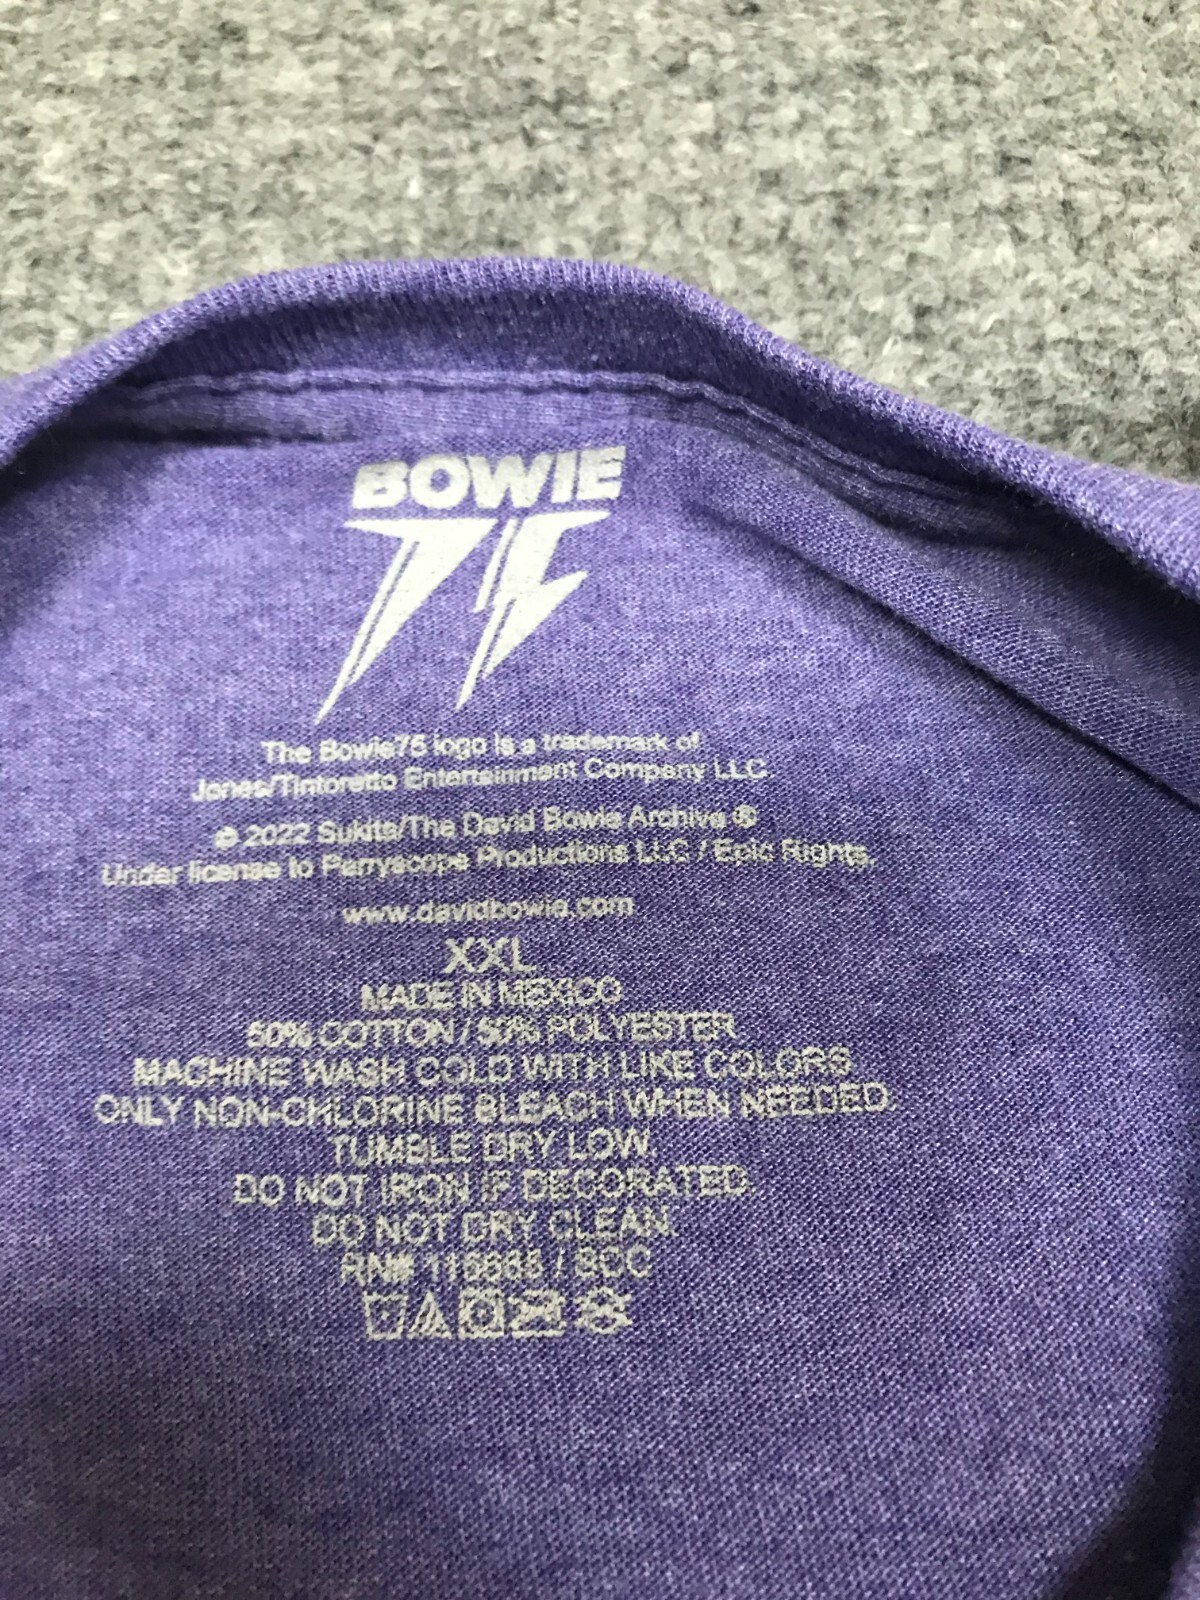 BOWIE
75
The Bowie75 logo is a trademark of
Jones/Tintoretto Entertainment Company LLC.
© 2022 Sukita/The David Bowie Archive ®
Under license to Perryscope Productions LLC / Epic Rights.
www.davidbowie.com
XXL
MADE IN MEXICO
50% COTTON / 50% POLYESTER
MACHINE WASH COLD WITH LIKE COLORS
ONLY NON-CHLORINE BLEACH WHEN NEEDED.
TUMBLE DRY LOW.
DO NOT IRON IF DECORATED.
DO NOT DRY CLEAN.
RN#